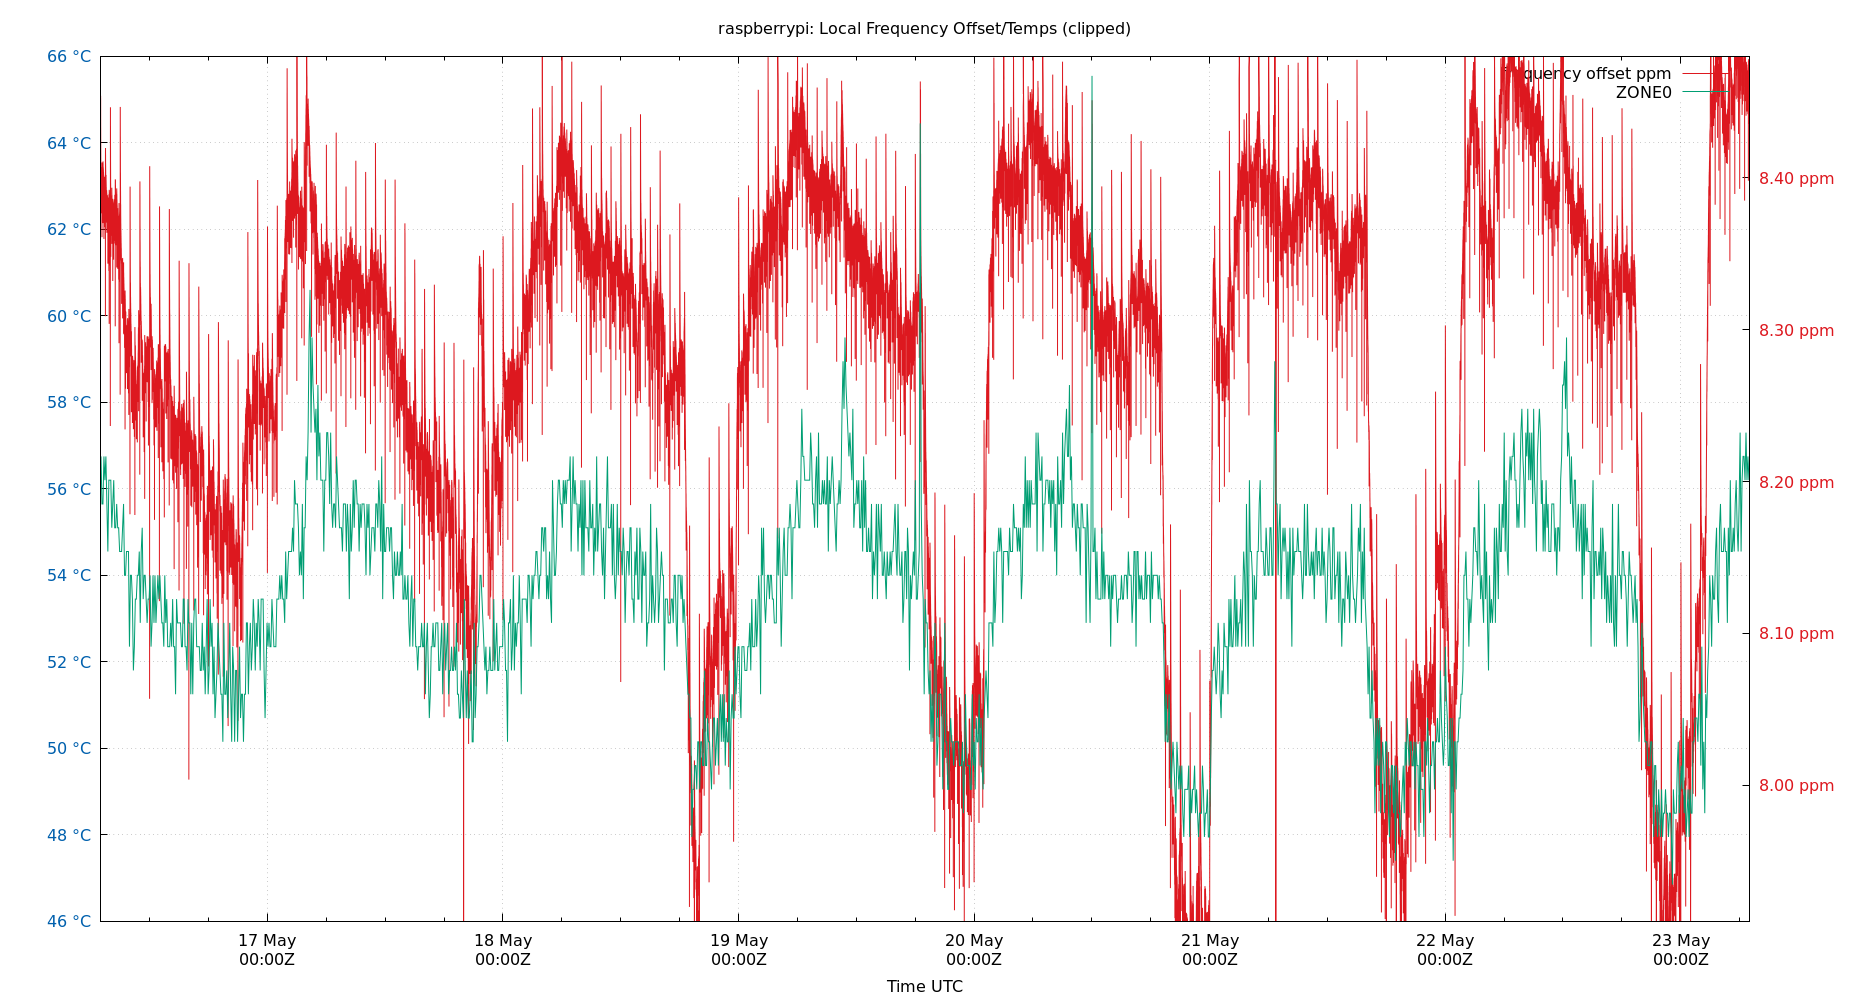 raspberrypi: Local Frequency Offset/Temps (clipped)
66 °C
64 °C
62 °C
60 °C
58 °C
56 °C
54 °C
52 °C
50 °C
48 °C
46 °C
frequency offset ppm
ZONE0
8.40 ppm
8.30 ppm
8.20 ppm
8.10 ppm
8.00 ppm
17 May
00:00Z
18 May
00:00Z
19 May
00:00Z
20 May
00:00Z
21 May
00:00Z
22 May
00:00Z
23 May
00:00Z
Time UTC